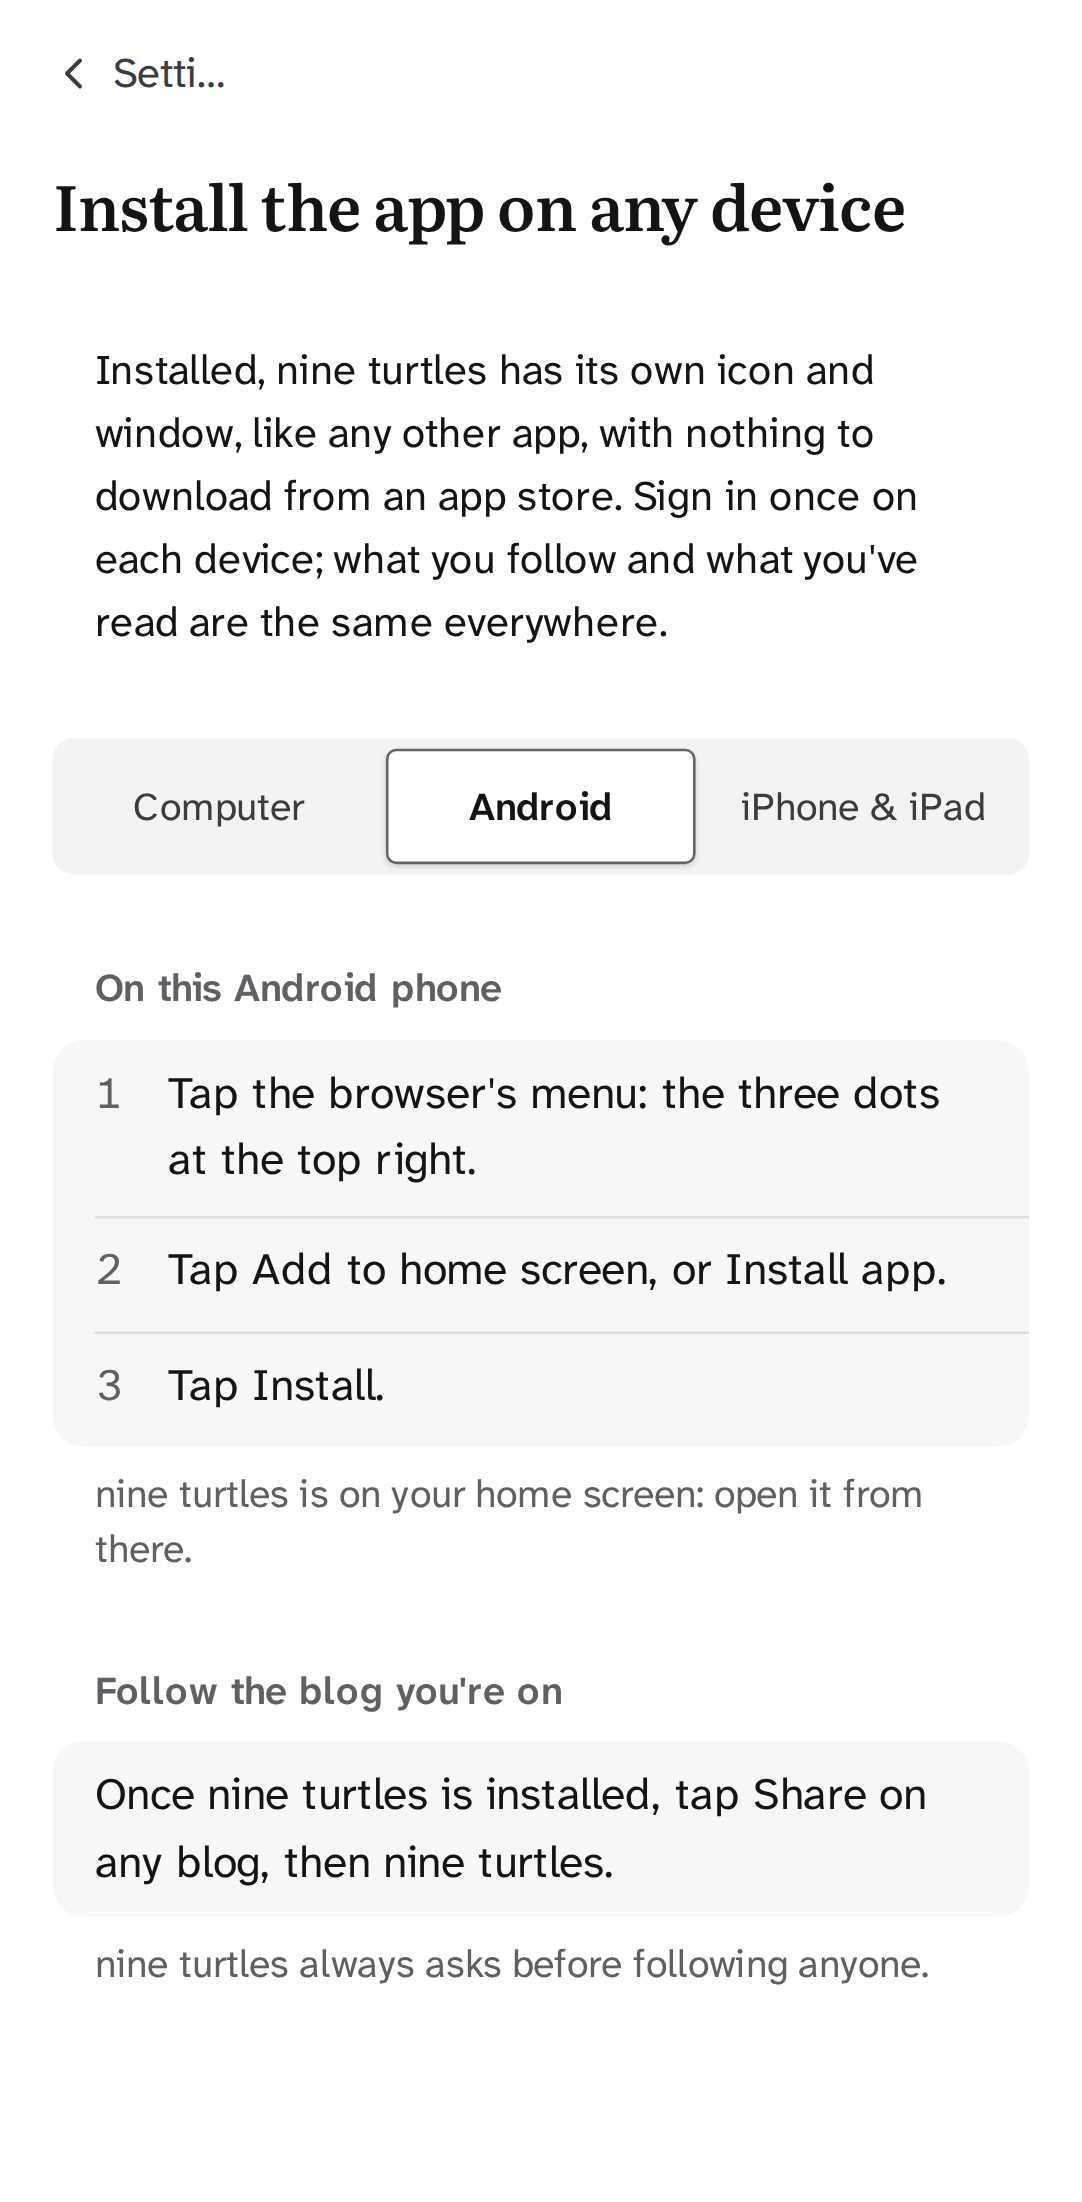 Setti...
Install the app on any device
Installed, nine turtles has its own icon and
window, like any other app, with nothing to
download from an app store. Sign in once on
each device; what you follow and what you've
read are the same everywhere.
Computer
Android
iPhone & iPad
On this Android phone
1 Tap the browser's menu: the three dots
at the top right.
2 Tap Add to home screen, or Install app.
3 Tap Install.
nine turtles is on your home screen: open it from
there.
Follow the blog you're on
Once nine turtles is installed, tap Share on
any blog, then nine turtles.
nine turtles always asks before following anyone.